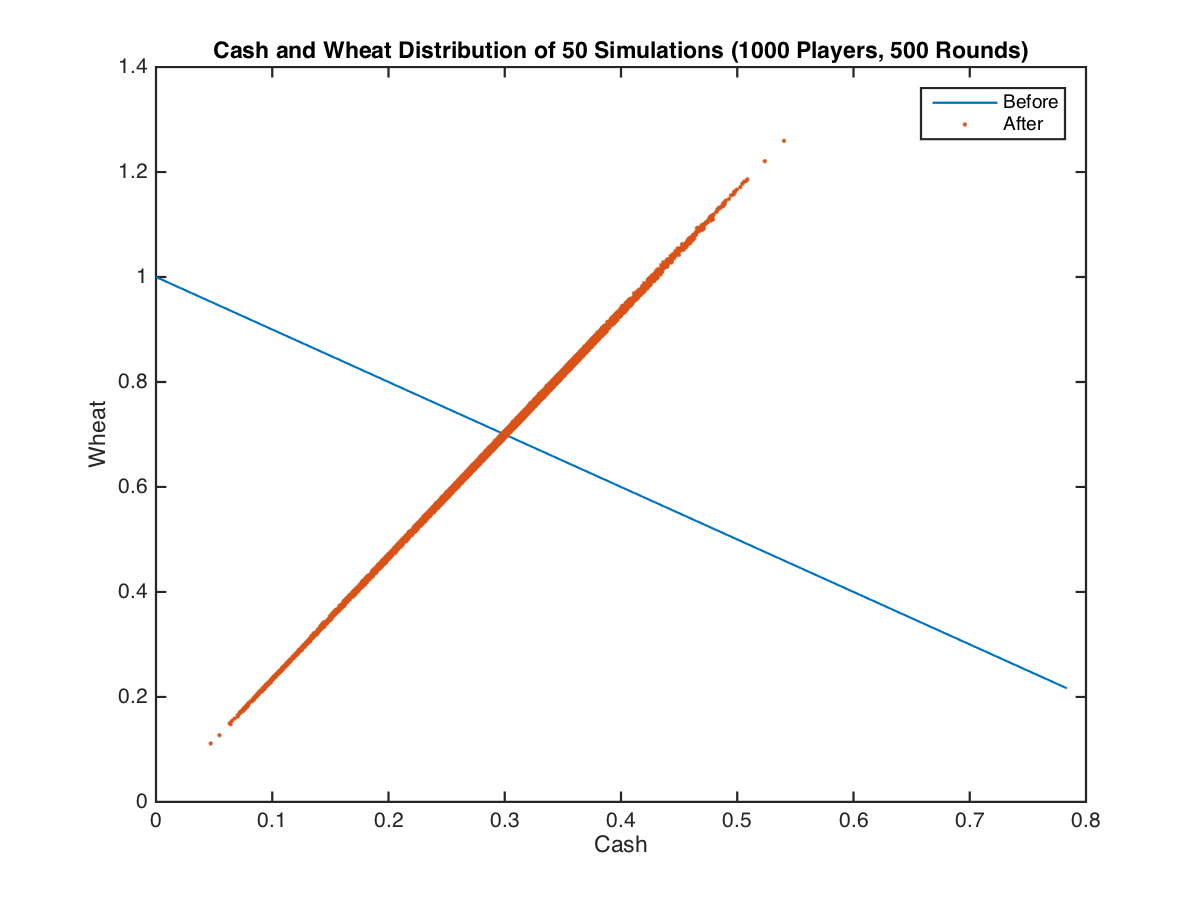 Cash and Wheat Distribution of 50 Simulations (1000 Players, 500 Rounds)
Before
After
1.4
1.2
1
0.8
0.6
0.4
0.2
0
Wheat
0 0.1 0.2 0.3 0.4 0.5 0.6 0.7 0.8
Cash